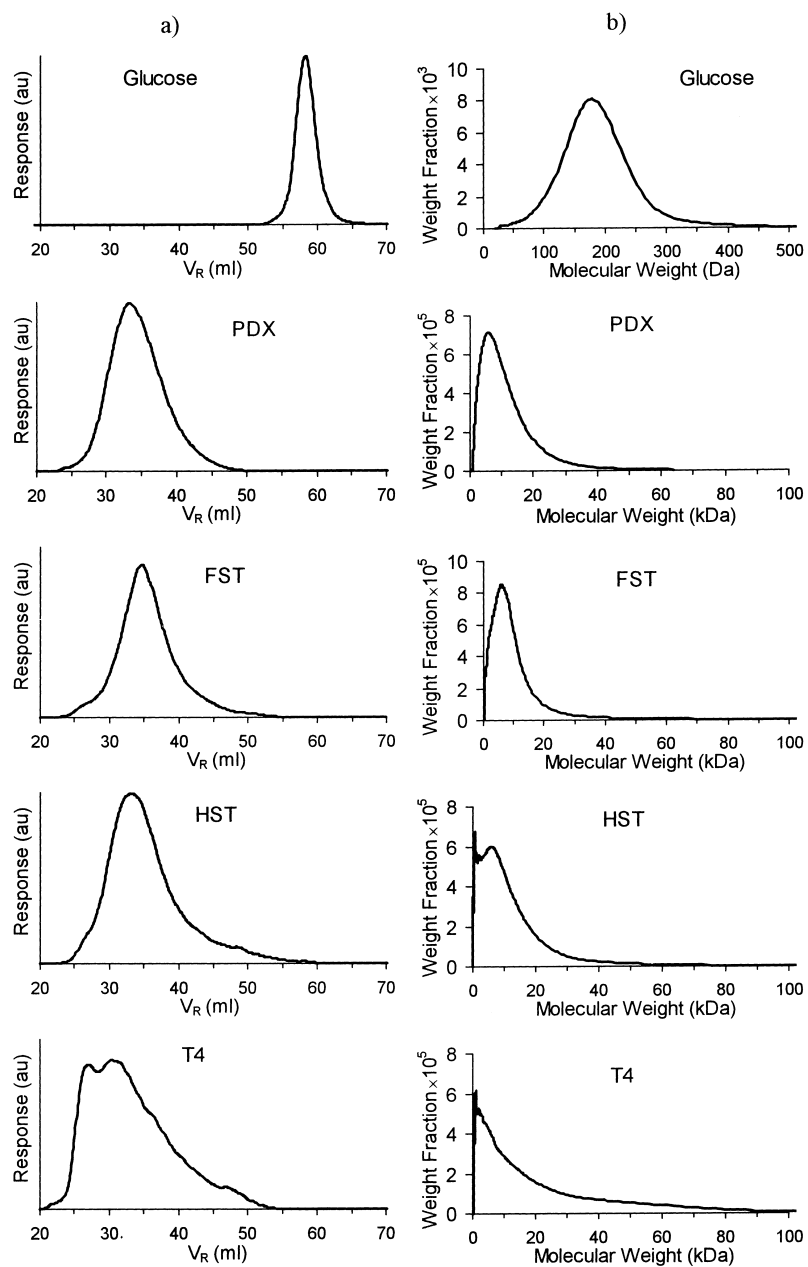 a)
b)
Glucose
Response (au)
20 30 40 50 60 70
V_R (ml)
Glucose
Weight Fraction×10³
10
8
6
4
2
0
0 100 200 300 400 500
Molecular Weight (Da)
PDX
Response (au)
20 30 40 50 60 70
V_R (ml)
PDX
Weight Fraction×10⁵
8
6
4
2
0
0 20 40 60 80 100
Molecular Weight (kDa)
FST
Response (au)
20 30 40 50 60 70
V_R (ml)
FST
Weight Fraction×10⁵
10
8
6
4
2
0
0 20 40 60 80 100
Molecular Weight (kDa)
HST
Response (au)
20 30 40 50 60 70
V_R (ml)
HST
Weight Fraction×10⁵
8
6
4
2
0
0 20 40 60 80 100
Molecular Weight (kDa)
T4
Response (au)
20 30 40 50 60 70
V_R (ml)
T4
Weight Fraction×10⁵
8
6
4
2
0
0 20 40 60 80 100
Molecular Weight (kDa)